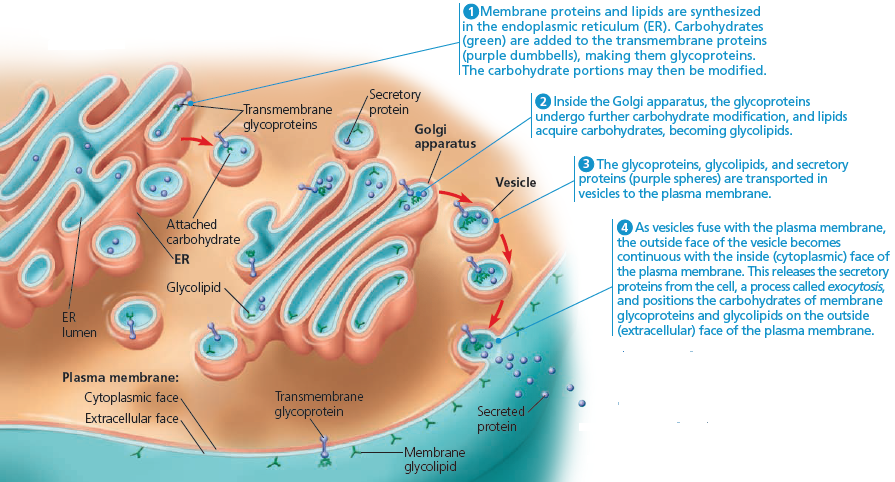 1 Membrane proteins and lipids are synthesized
in the endoplasmic reticulum (ER). Carbohydrates
(green) are added to the transmembrane proteins
(purple dumbbells), making them glycoproteins.
The carbohydrate portions may then be modified.
2 Inside the Golgi apparatus, the glycoproteins
undergo further carbohydrate modification, and lipids
acquire carbohydrates, becoming glycolipids.
3 The glycoproteins, glycolipids, and secretory
proteins (purple spheres) are transported in
vesicles to the plasma membrane.
4 As vesicles fuse with the plasma membrane,
the outside face of the vesicle becomes
continuous with the inside (cytoplasmic) face of
the plasma membrane. This releases the secretory
proteins from the cell, a process called exocytosis,
and positions the carbohydrates of membrane
glycoproteins and glycolipids on the outside
(extracellular) face of the plasma membrane.
Transmembrane
glycoproteins
Secretory
protein
Golgi
apparatus
Vesicle
Attached
carbohydrate
ER
Glycolipid
ER
lumen
Plasma membrane:
Cytoplasmic face
Extracellular face
Transmembrane
glycoprotein
Secreted
protein
Membrane
glycolipid